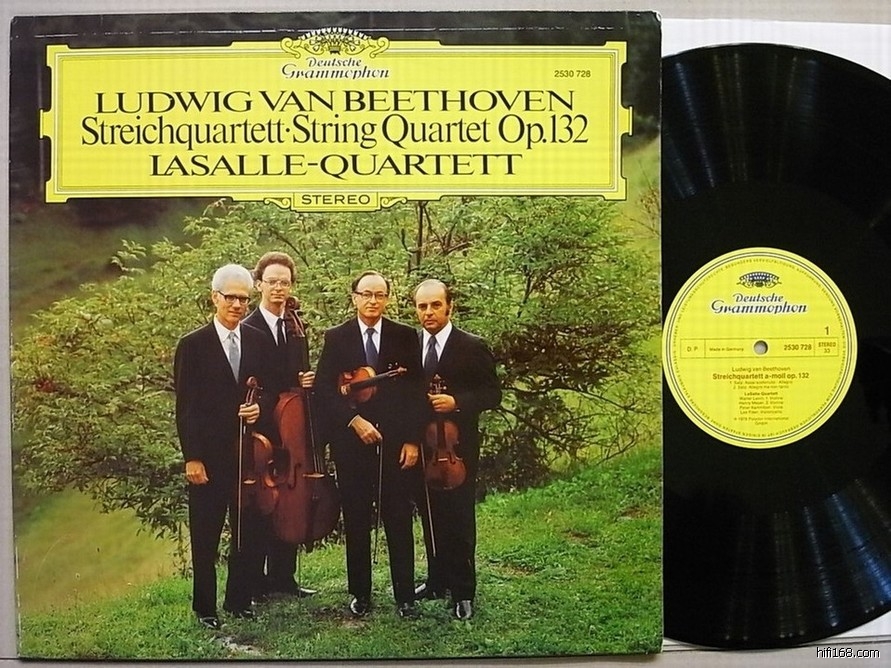 Deutsche
Grammophon
2530 728
LUDWIG VAN BEETHOVEN
Streichquartett·String Quartet Op.132
LASALLE-QUARTETT
STEREO
Deutsche
Grammophon
1
D. P.
Made in Germany
2530 728
STEREO
33
Ludwig van Beethoven
Streichquartett a-moll op. 132
LaSalle-Quartett
hifi168.com